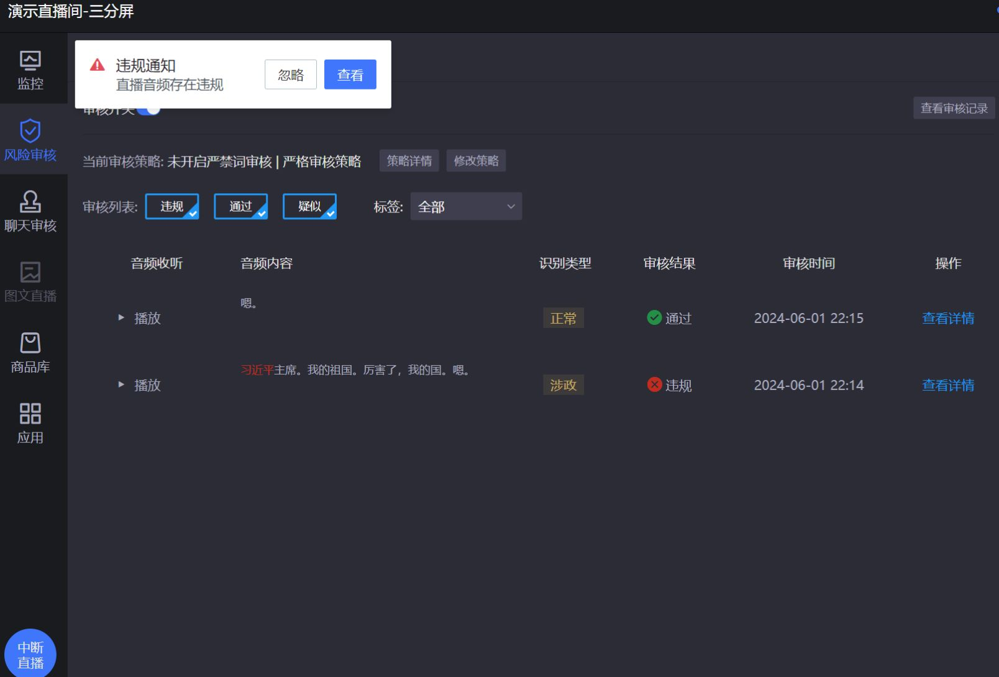 演示直播间-三分屏
监控
风险审核
聊天审核
图文直播
商品库
应用
中断
直播
违规通知
直播音频存在违规
忽略
查看
审核开关
查看审核记录
当前审核策略: 未开启严禁词审核 | 严格审核策略
策略详情
修改策略
审核列表:
违规
通过
疑似
标签:
全部
音频收听 音频内容 识别类型 审核结果 审核时间 操作
嗯。
播放 正常 通过 2024-06-01 22:15 查看详情
习近平主席。我的祖国。厉害了，我的国。嗯。
播放 涉政 违规 2024-06-01 22:14 查看详情